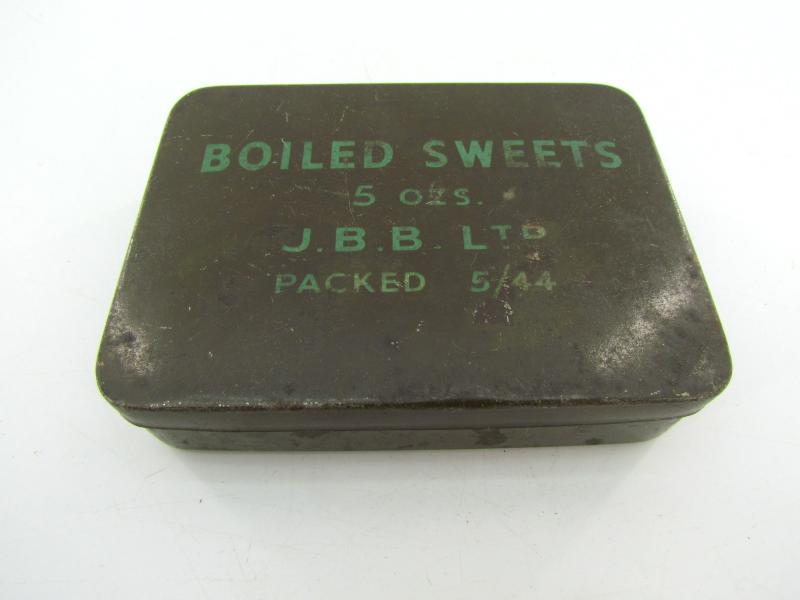 BOILED SWEETS
5 OZS.
J.B.B. LTD
PACKED 5/44